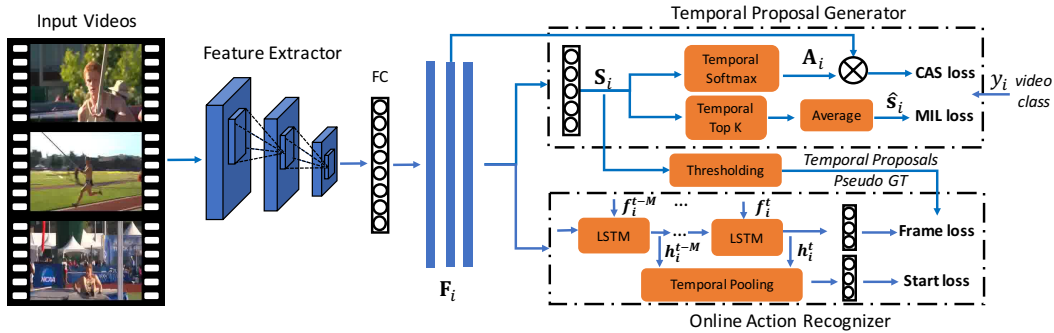 Input Videos
Temporal Proposal Generator
Feature Extractor
FC
S_i
Temporal
Softmax
A_i
CAS loss
y_i video
class
Temporal
Top K
Average
ŝ_i
MIL loss
Thresholding
Temporal Proposals
Pseudo GT
f_i^{t-M}
...
f_i^t
LSTM
...
LSTM
Frame loss
h_i^{t-M}
h_i^t
Temporal Pooling
Start loss
F_i
NCAA
Online Action Recognizer